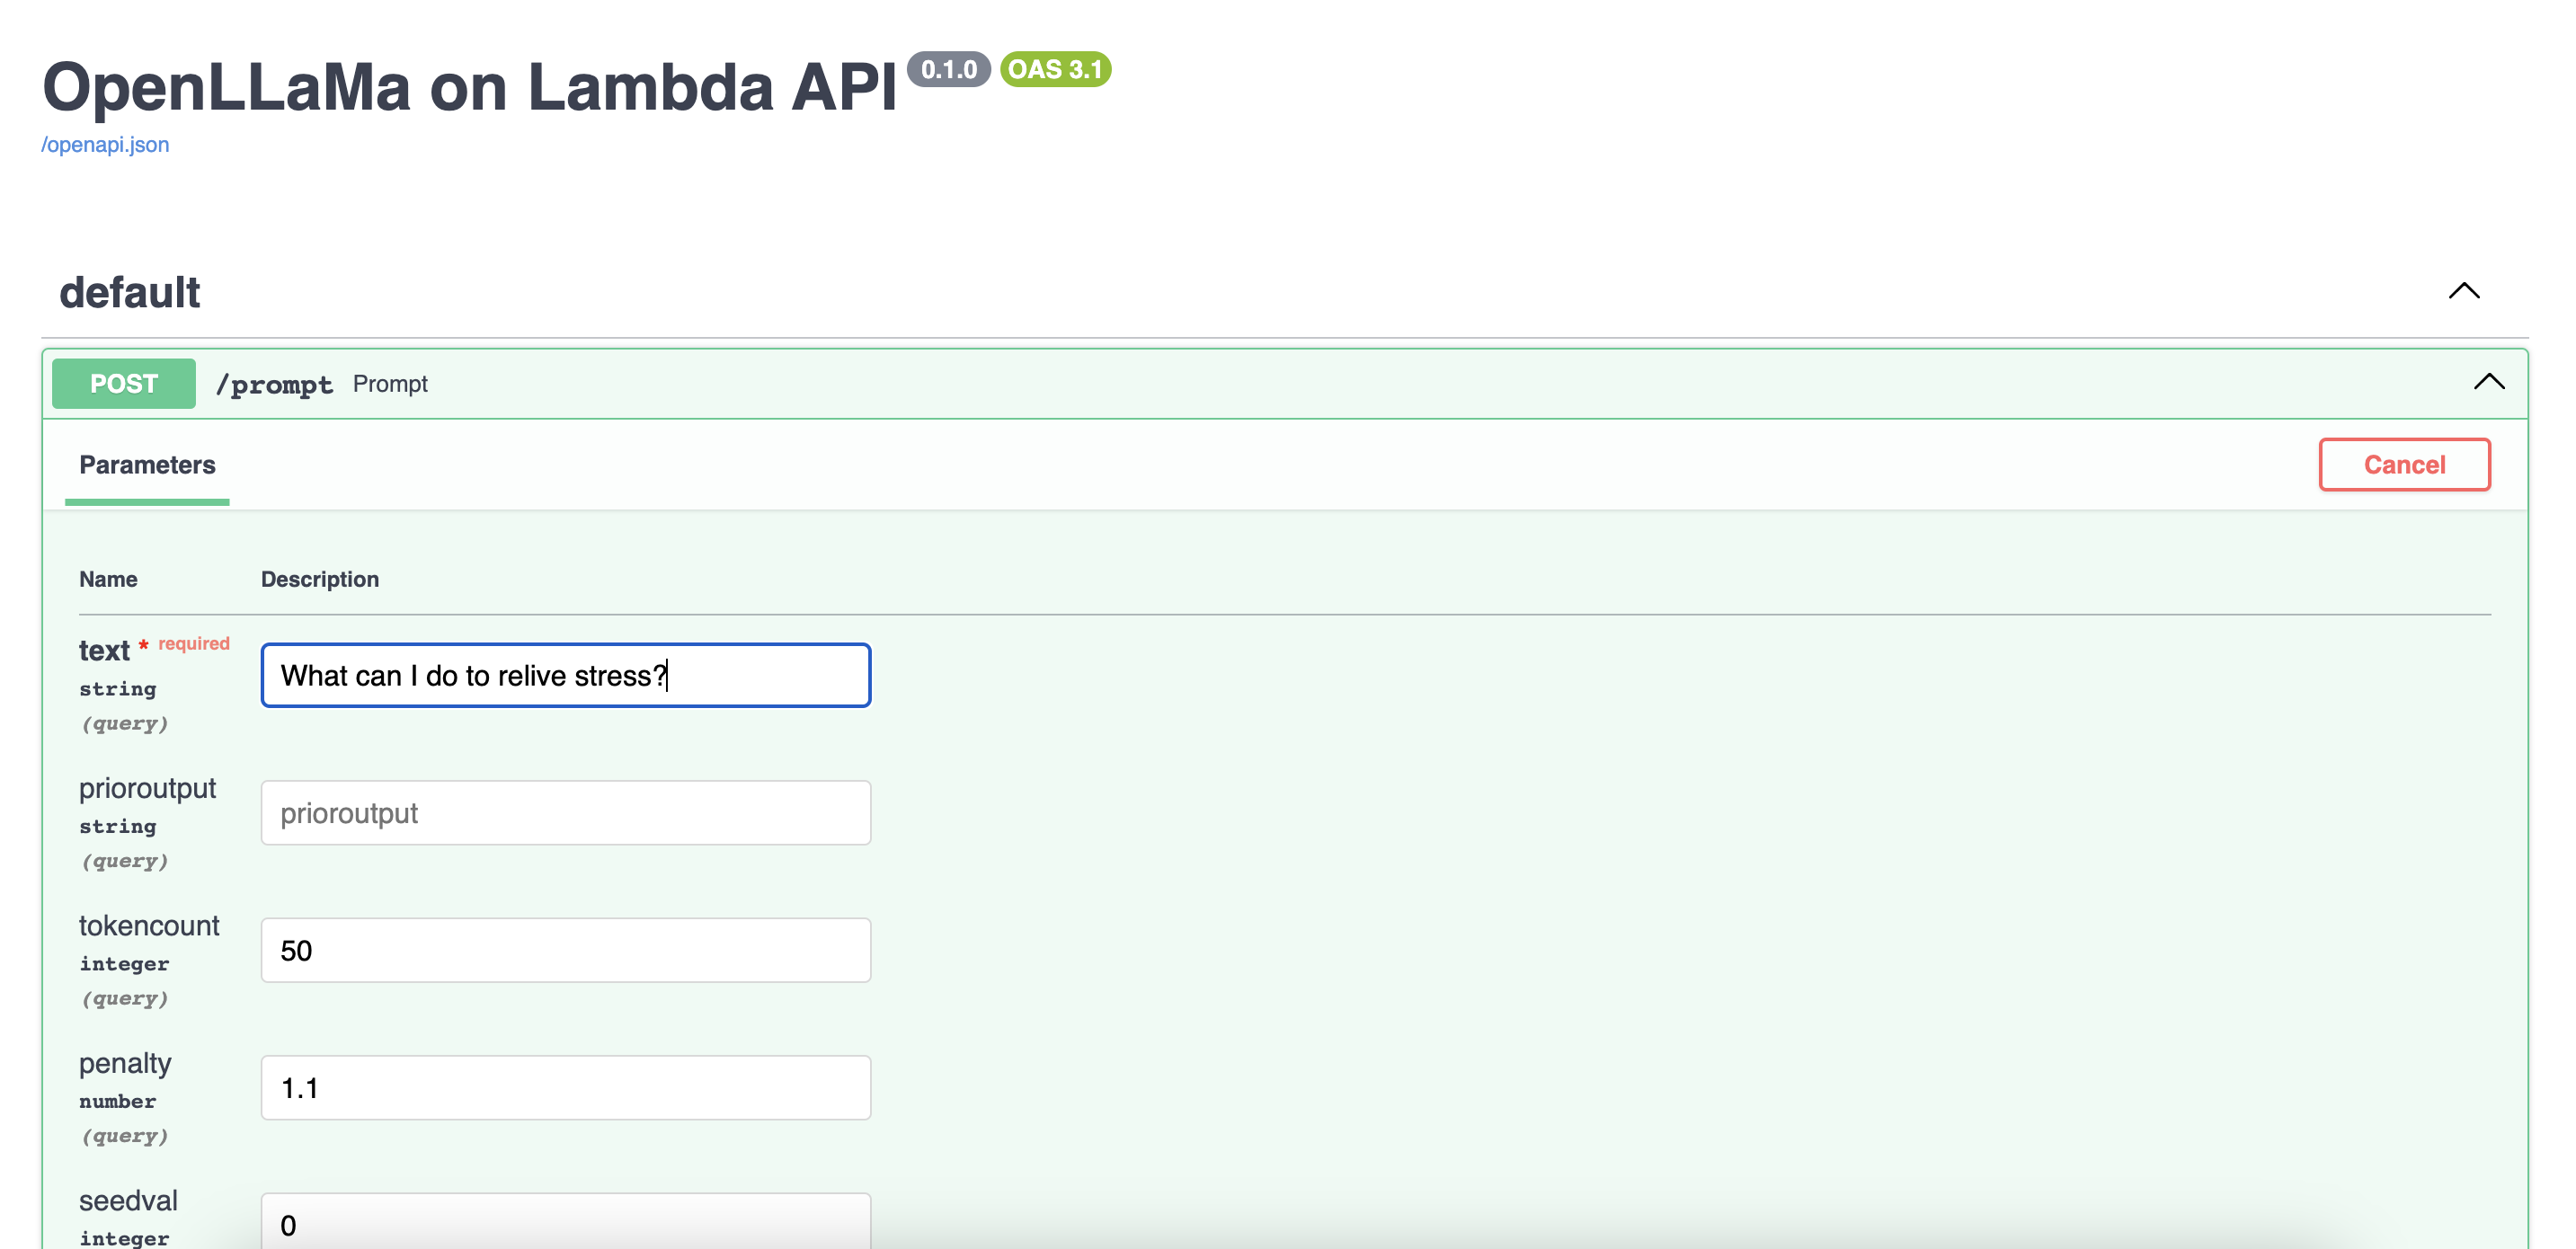 OpenLLaMa on Lambda API 0.1.0 OAS 3.1
/openapi.json
default
POST /prompt Prompt
Parameters
Cancel
Name Description
text * required
string
(query)
What can I do to relive stress?
prioroutput
string
(query)
prioroutput
tokencount
integer
(query)
50
penalty
number
(query)
1.1
seedval
integer
0